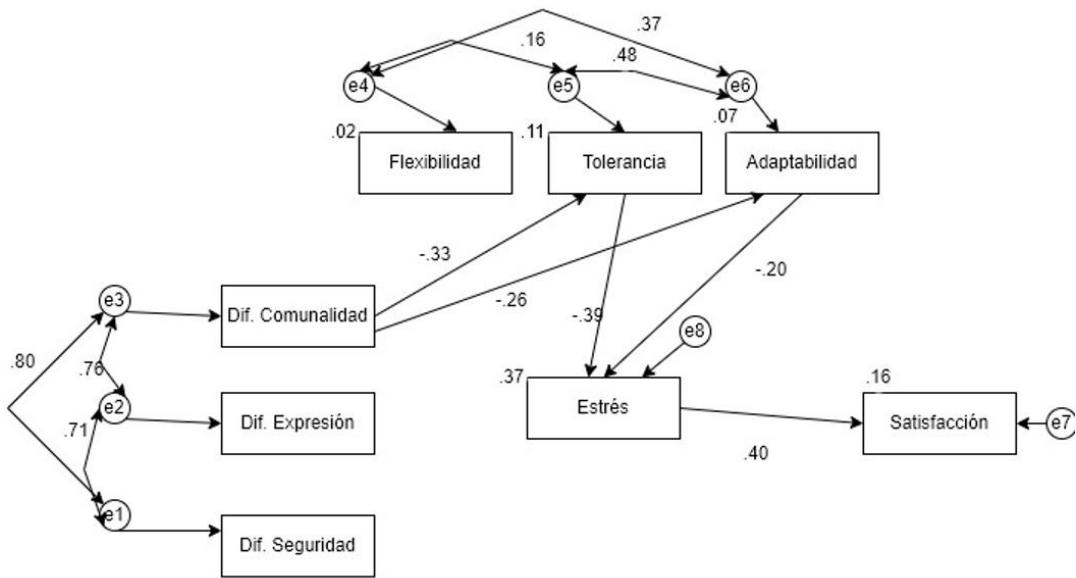 .37
.16
.48
e4
e5
e6
.02
.11
.07
Flexibilidad
Tolerancia
Adaptabilidad
-.33
-.26
-.20
-.39
e3
Dif. Comunalidad
.80
.76
e8
.37
Estrés
.16
e2
.71
Dif. Expresión
Satisfacción
e7
.40
e1
Dif. Seguridad